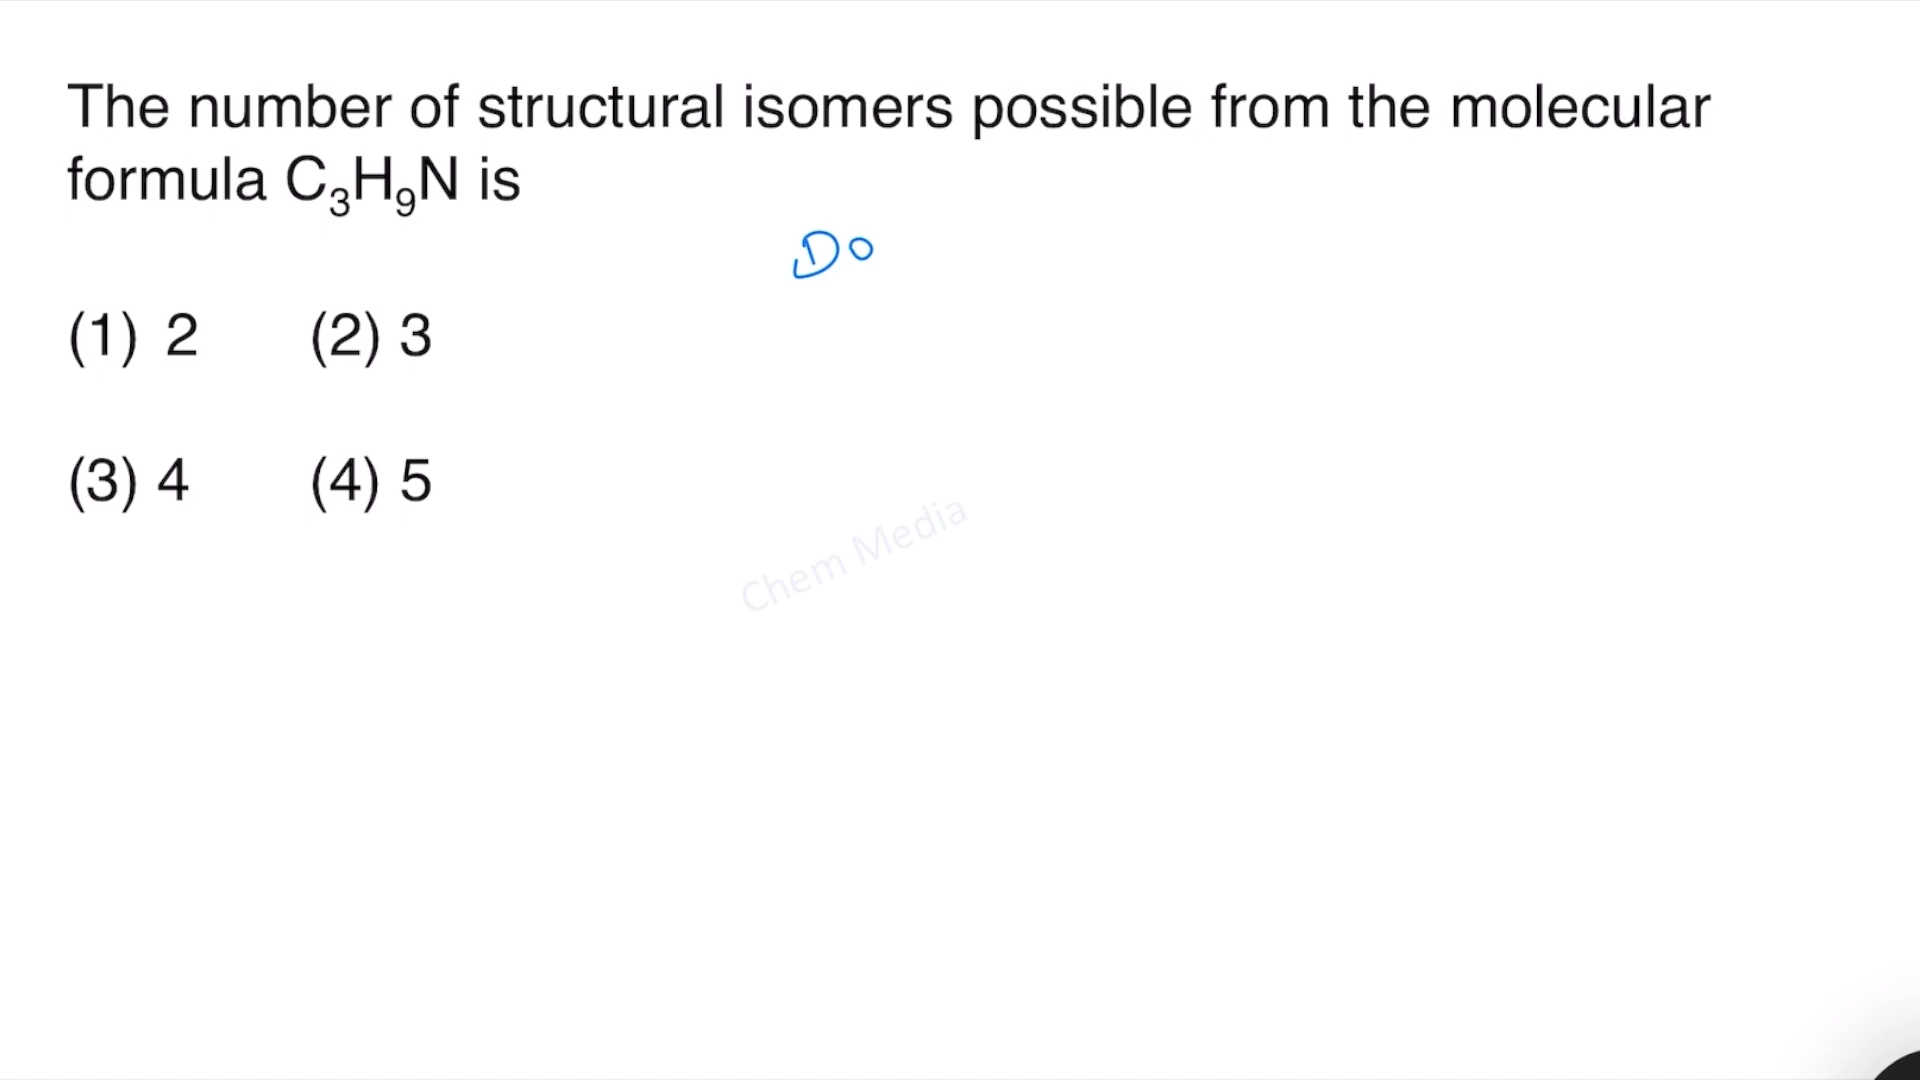 The number of structural isomers possible from the molecular
formula C₃H₉N is
Do
(1) 2 (2) 3
(3) 4 (4) 5
Chem Media